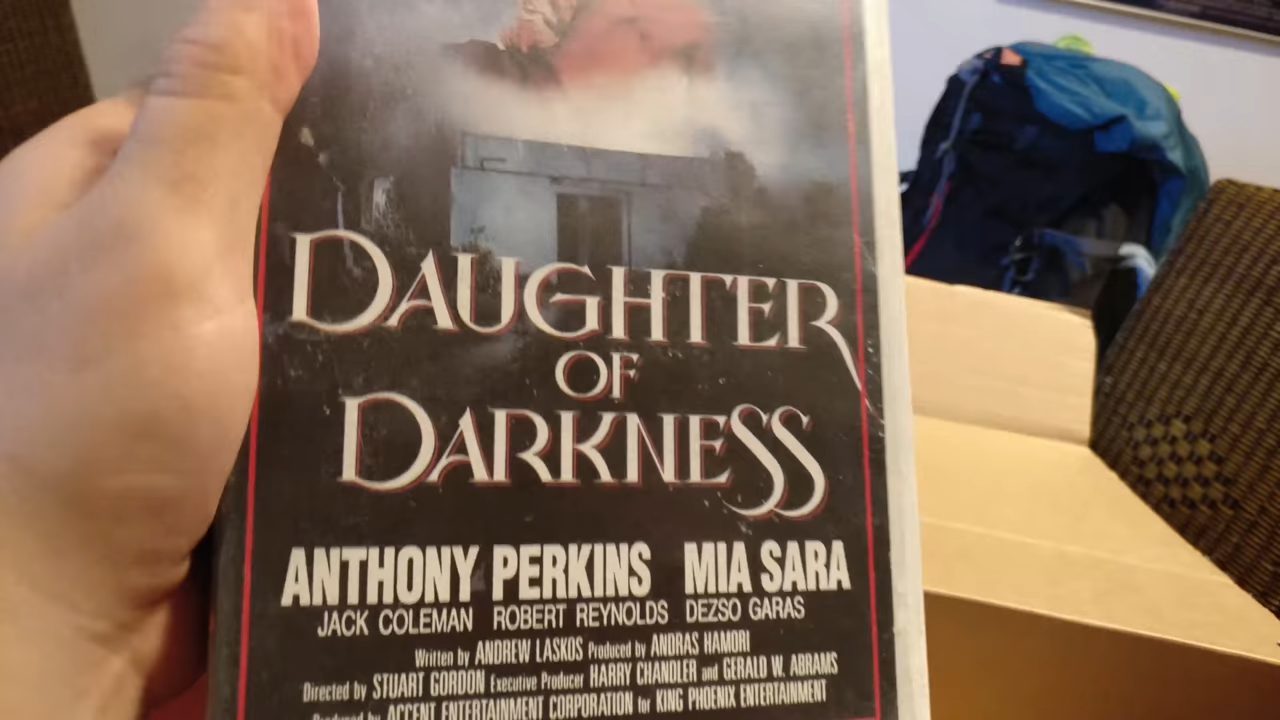 DAUGHTER
OF
DARKNESS
ANTHONY PERKINS MIA SARA
JACK COLEMAN ROBERT REYNOLDS DEZSO GARAS
Written by ANDREW LASKOS Produced by ANDRAS HAMORI
Directed by STUART GORDON Executive Producer HARRY CHANDLER and GERALD W. ABRAMS
Produced by ACCENT ENTERTAINMENT CORPORATION for KING PHOENIX ENTERTAINMENT